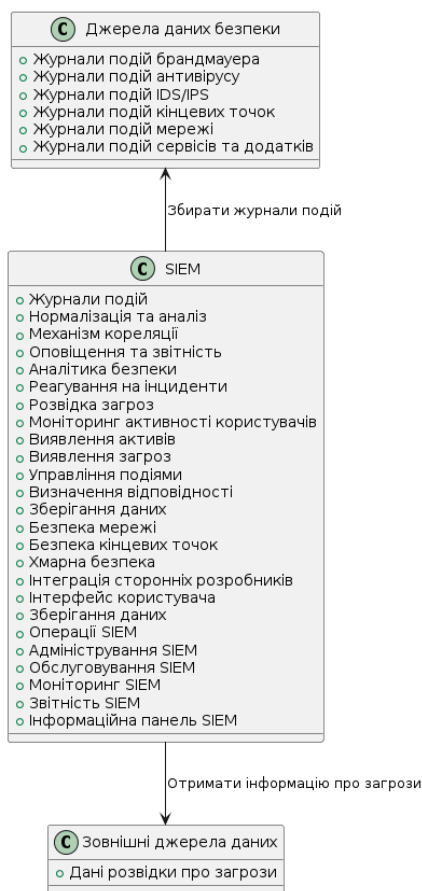 C Джерела даних безпеки
Журнали подій брандмауера
Журнали подій антивірусу
Журнали подій IDS/IPS
Журнали подій кінцевих точок
Журнали подій мережі
Журнали подій сервісів та додатків
Збирати журнали подій
C SIEM
Журнали подій
Нормалізація та аналіз
Механізм кореляції
Оповіщення та звітність
Аналітика безпеки
Реагування на інциденти
Розвідка загроз
Моніторинг активності користувачів
Виявлення активів
Виявлення загроз
Управління подіями
Визначення відповідності
Зберігання даних
Безпека мережі
Безпека кінцевих точок
Хмарна безпека
Інтеграція сторонніх розробників
Інтерфейс користувача
Зберігання даних
Операції SIEM
Адміністрування SIEM
Обслуговування SIEM
Моніторинг SIEM
Звітність SIEM
Інформаційна панель SIEM
Отримати інформацію про загрози
C Зовнішні джерела даних
Дані розвідки про загрози